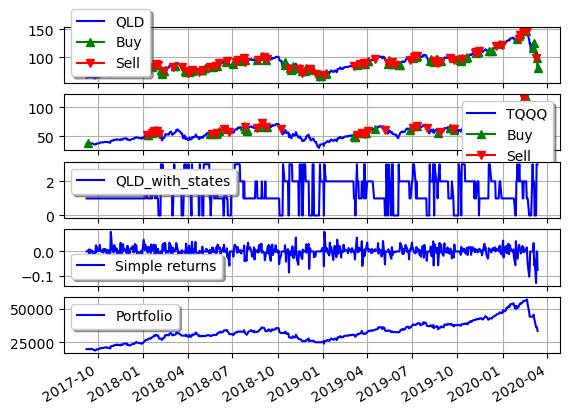 QLD
Buy
Sell
150
100
TQQQ
Buy
Sell
100
50
QLD_with_states
2
0
Simple returns
0.0
−0.1
Portfolio
50000
25000
2017-10
2018-01
2018-04
2018-07
2018-10
2019-01
2019-04
2019-07
2019-10
2020-01
2020-04